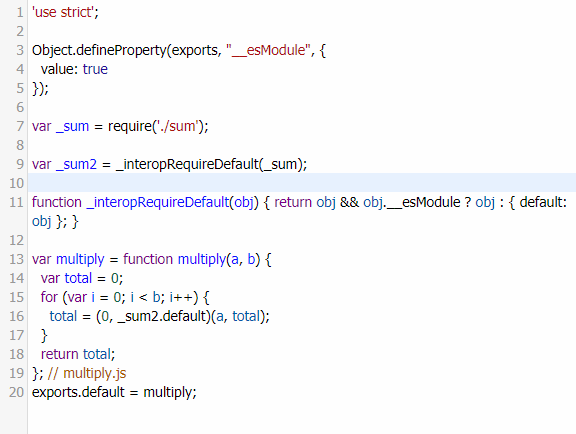 1 'use strict';
2
3 Object.defineProperty(exports, "__esModule", {
4   value: true
5 });
6
7 var _sum = require('./sum');
8
9 var _sum2 = _interopRequireDefault(_sum);
10
11 function _interopRequireDefault(obj) { return obj && obj.__esModule ? obj : { default:
obj }; }
12
13 var multiply = function multiply(a, b) {
14   var total = 0;
15   for (var i = 0; i < b; i++) {
16     total = (0, _sum2.default)(a, total);
17   }
18   return total;
19 }; // multiply.js
20 exports.default = multiply;